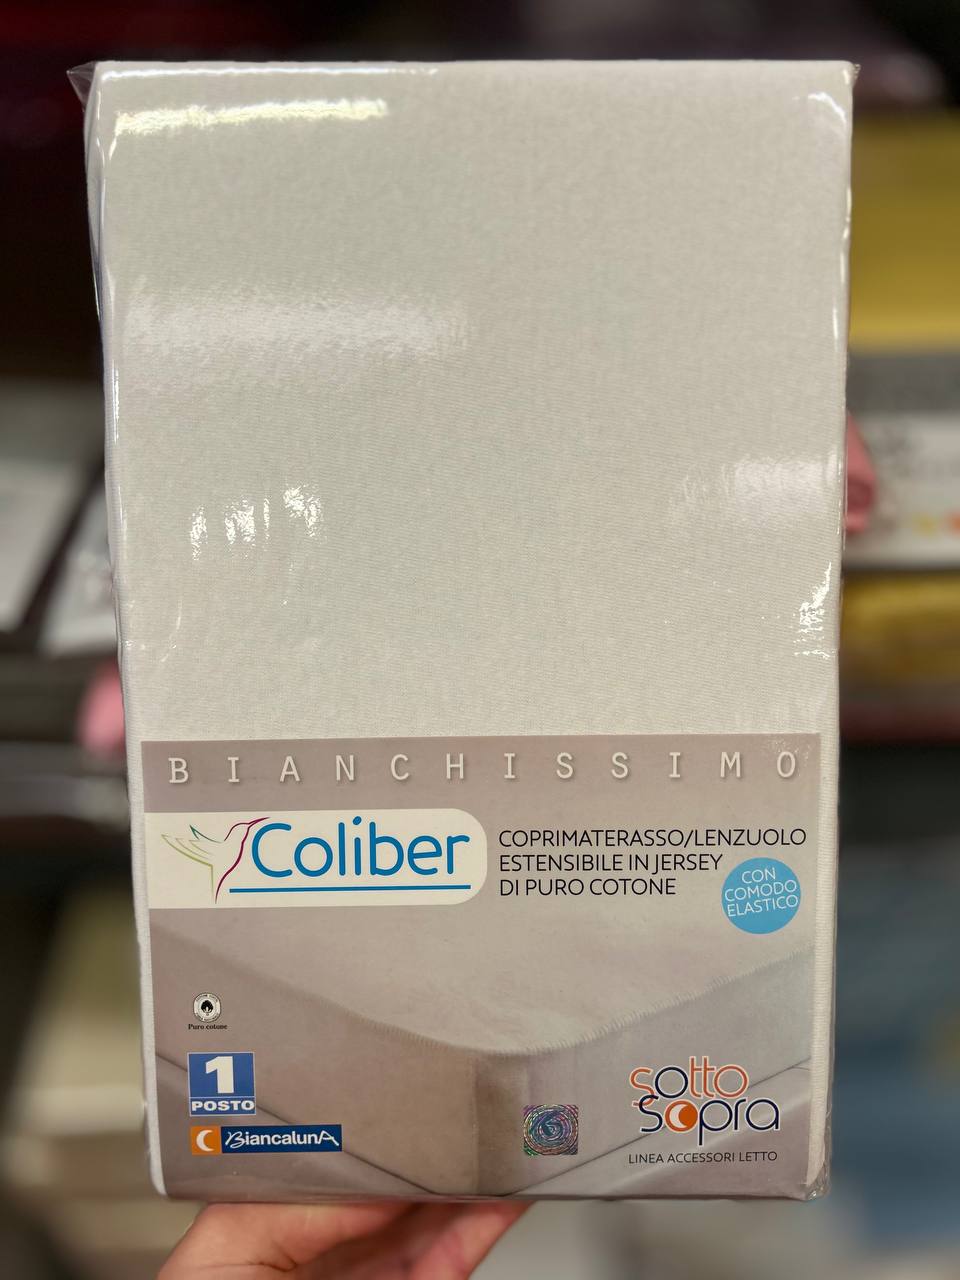 BIANCHISSIMO
Coliber
COPRIMATERASSO/LENZUOLO
ESTENSIBILE IN JERSEY
DI PURO COTONE
CON
COMODO
ELASTICO
Puro cotone
1
POSTO
BiancalunA
sotto
sopra
LINEA ACCESSORI LETTO